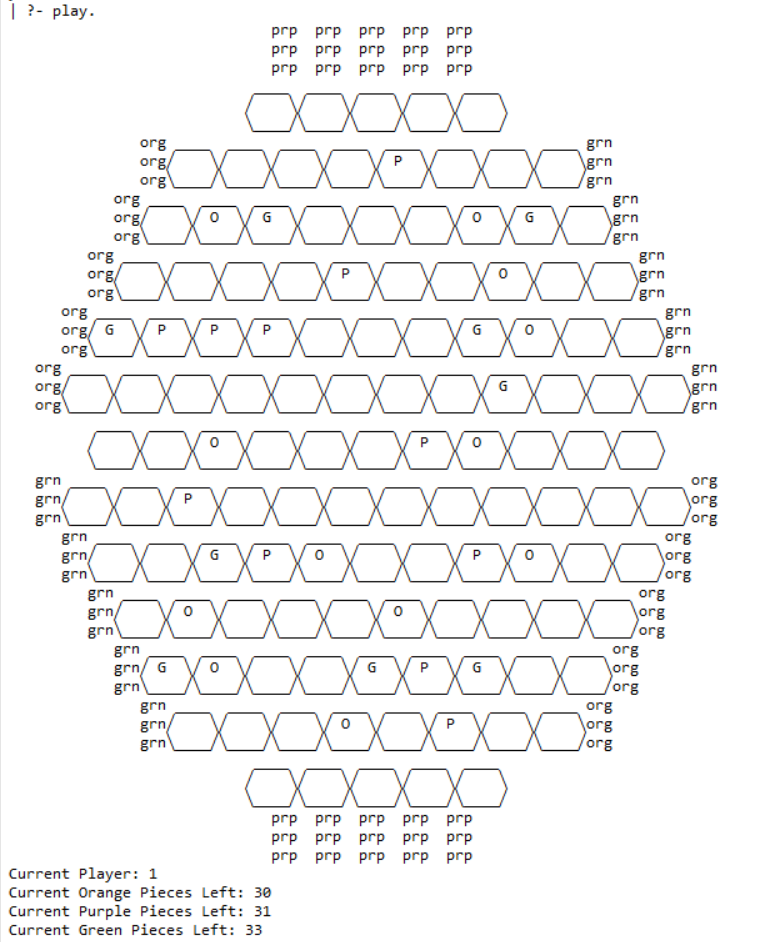 | ?- play.
prp prp prp prp prp
prp prp prp prp prp
prp prp prp prp prp
org grn
org P grn
org grn
org grn
org O G O G grn
org grn
org grn
org P O grn
org grn
org grn
org G P P P G O grn
org grn
org grn
org G grn
org grn
O P O
grn org
grn P org
grn org
grn org
grn G P O P O org
grn org
grn org
grn O O org
grn org
grn org
grn G O G P G org
grn org
grn org
grn O P org
grn org
prp prp prp prp prp
prp prp prp prp prp
prp prp prp prp prp
Current Player: 1
Current Orange Pieces Left: 30
Current Purple Pieces Left: 31
Current Green Pieces Left: 33